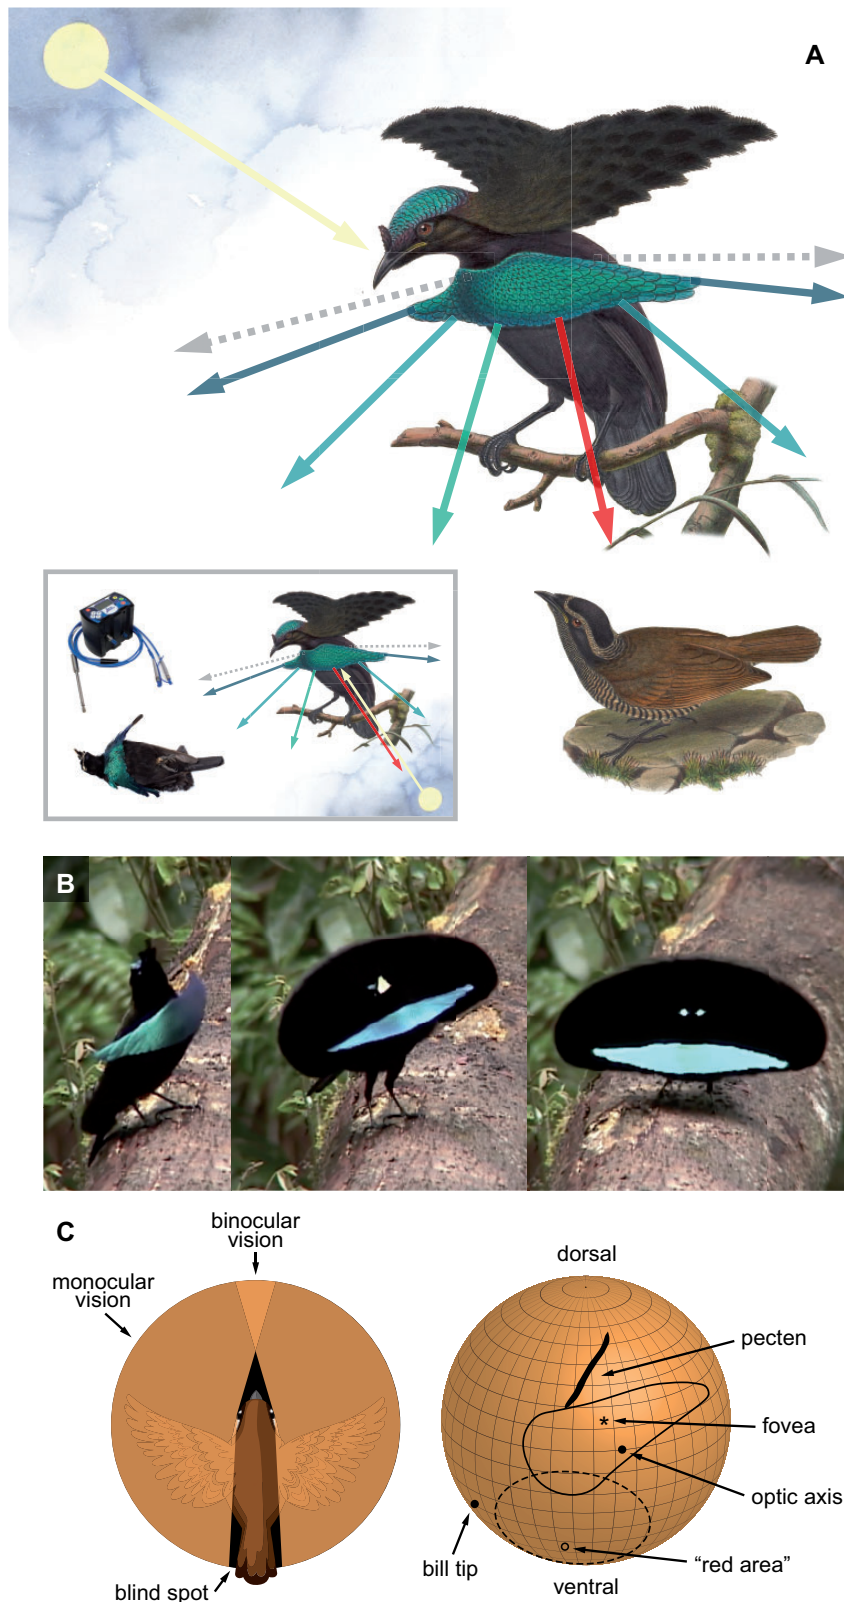 A
B
C
binocular
vision
monocular
vision
blind spot
dorsal
pecten
fovea
optic axis
"red area"
bill tip
ventral
*